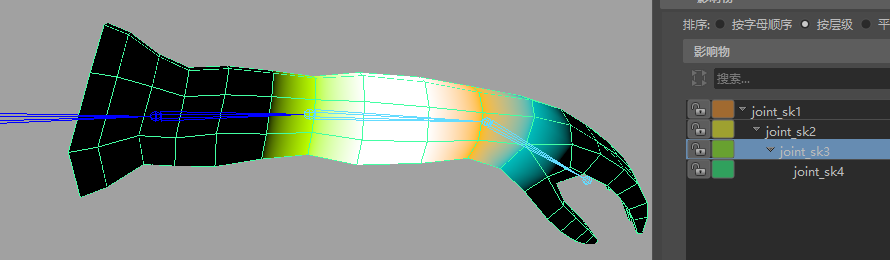 影响物
排序: 按字母顺序 按层级 平
影响物
搜索...
joint_sk1
joint_sk2
joint_sk3
joint_sk4